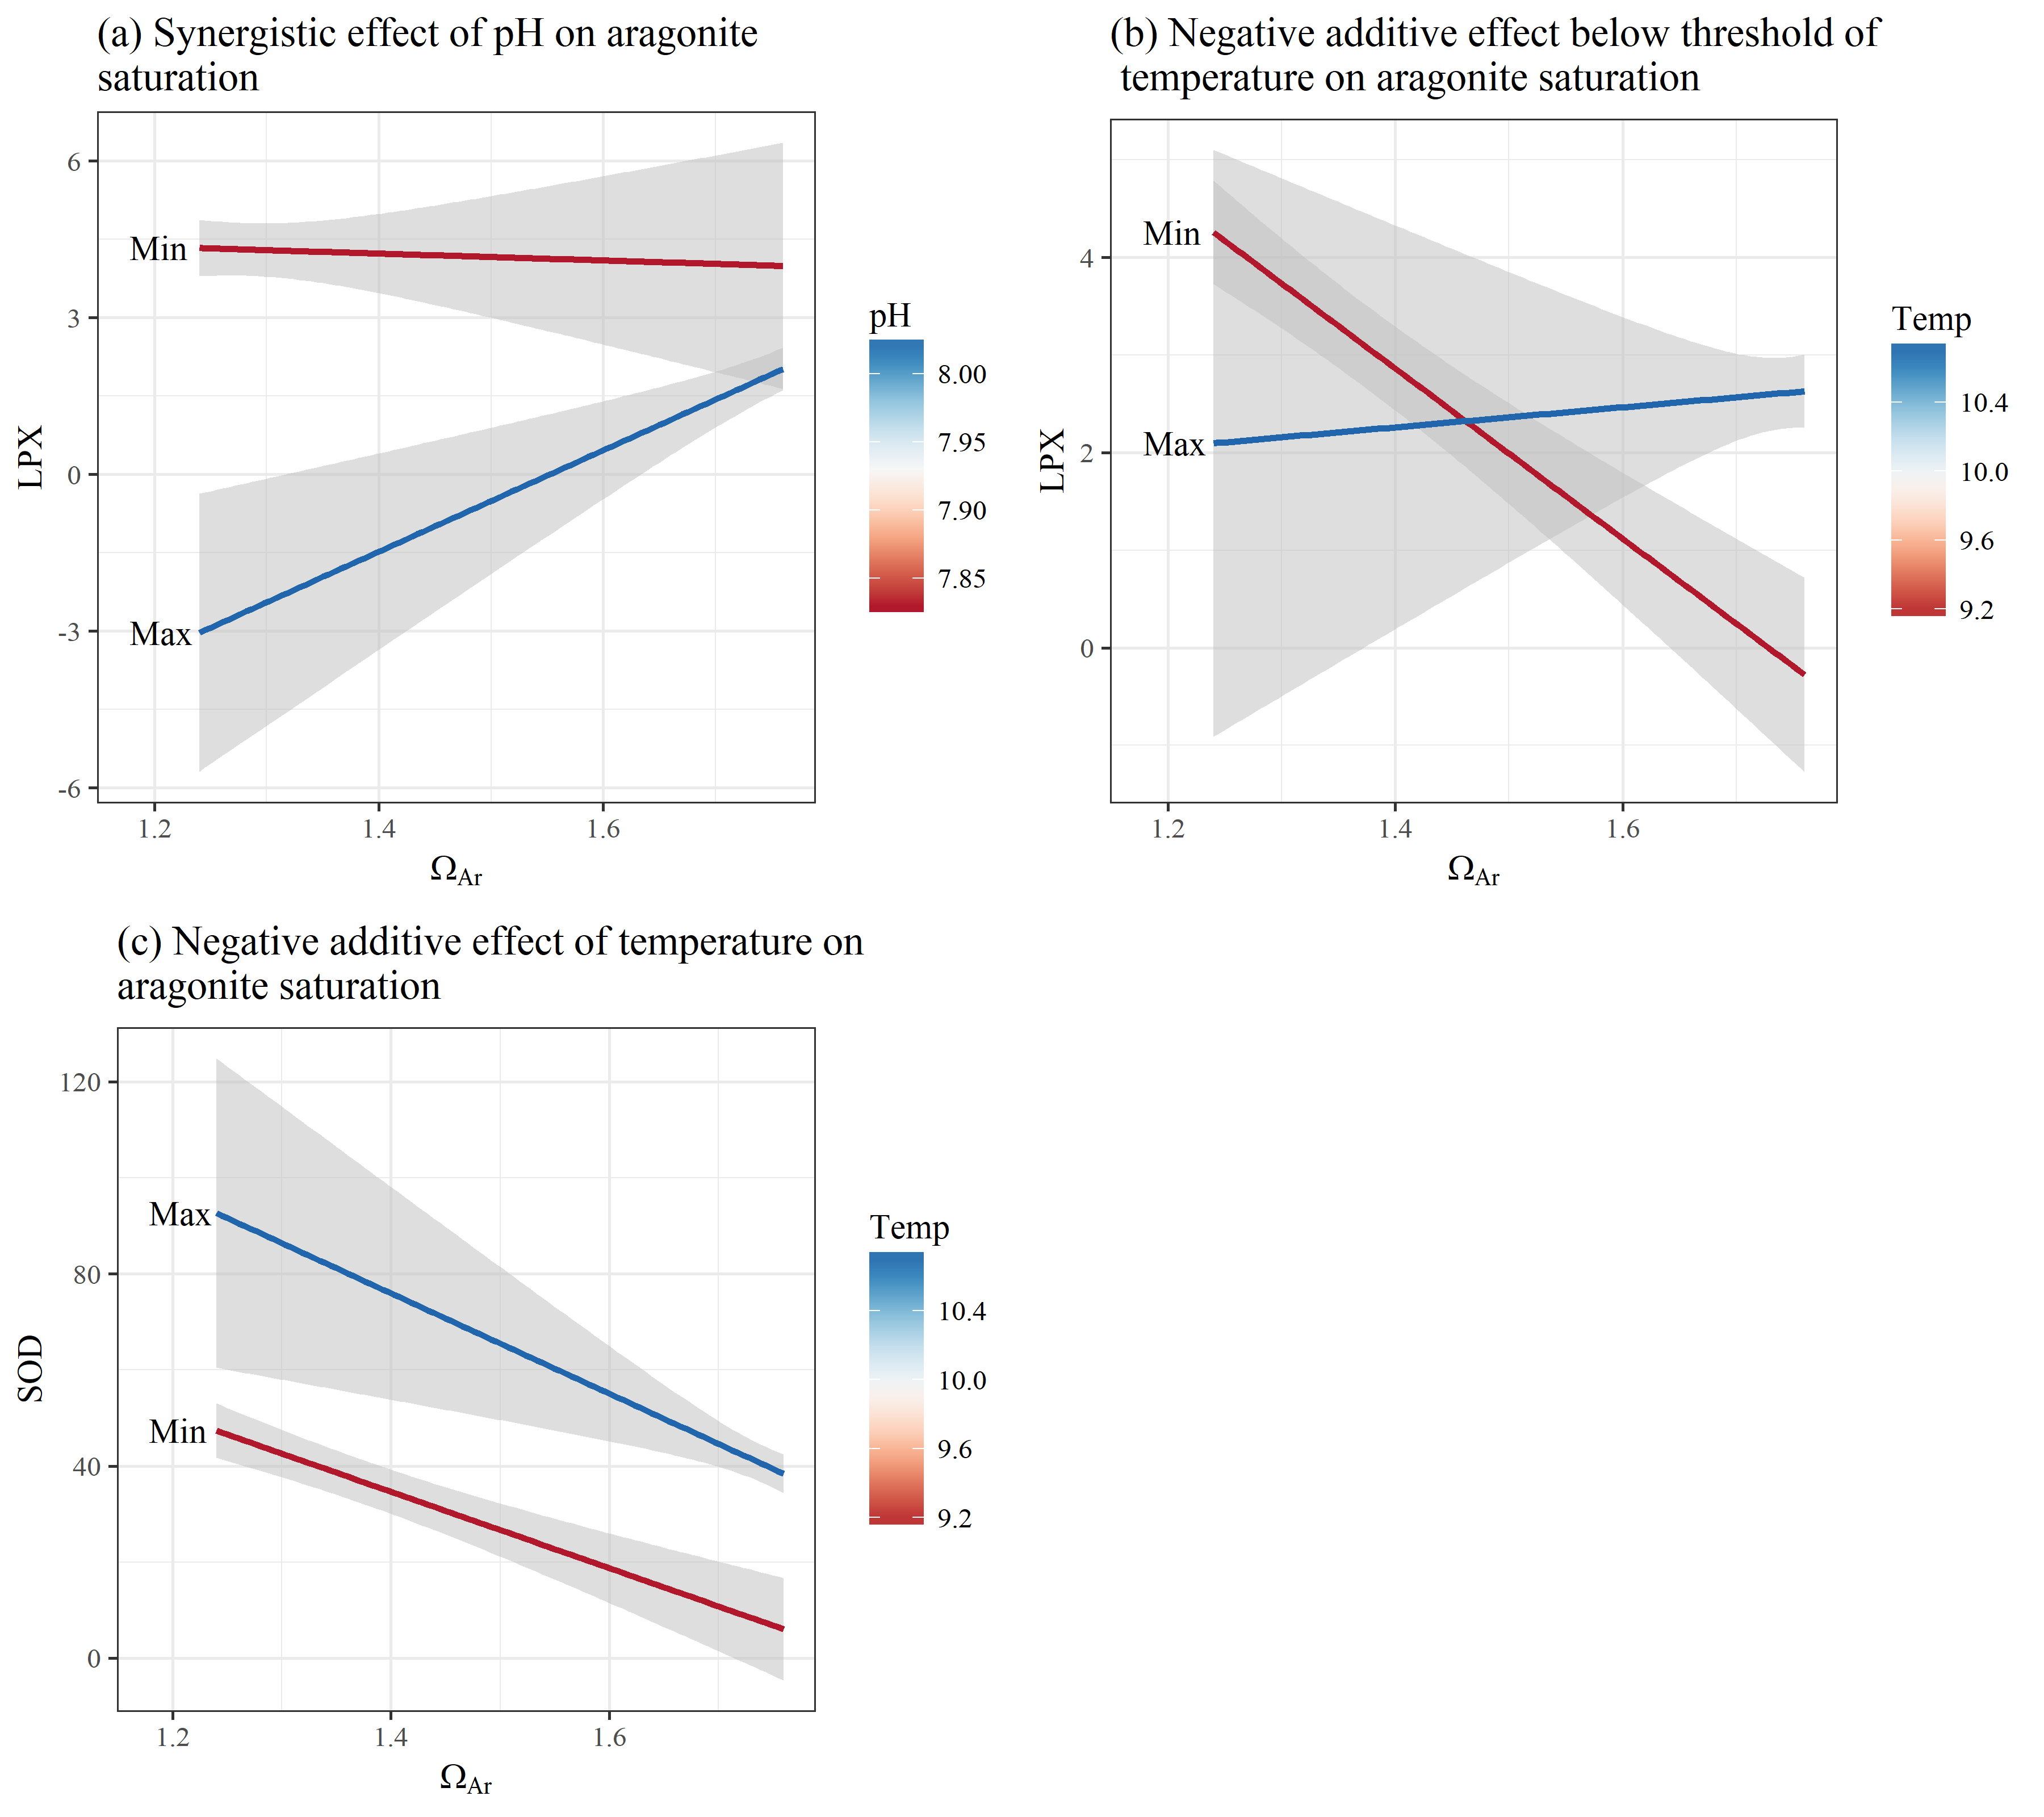 (a) Synergistic effect of pH on aragonite
saturation
6
3
0
-3
-6
LPX
Min
Max
1.2 1.4 1.6
ΩAr
pH
8.00
7.95
7.90
7.85
(b) Negative additive effect below threshold of
temperature on aragonite saturation
4
2
0
LPX
Min
Max
1.2 1.4 1.6
ΩAr
Temp
10.4
10.0
9.6
9.2
(c) Negative additive effect of temperature on
aragonite saturation
120
80
40
0
SOD
Max
Min
1.2 1.4 1.6
ΩAr
Temp
10.4
10.0
9.6
9.2